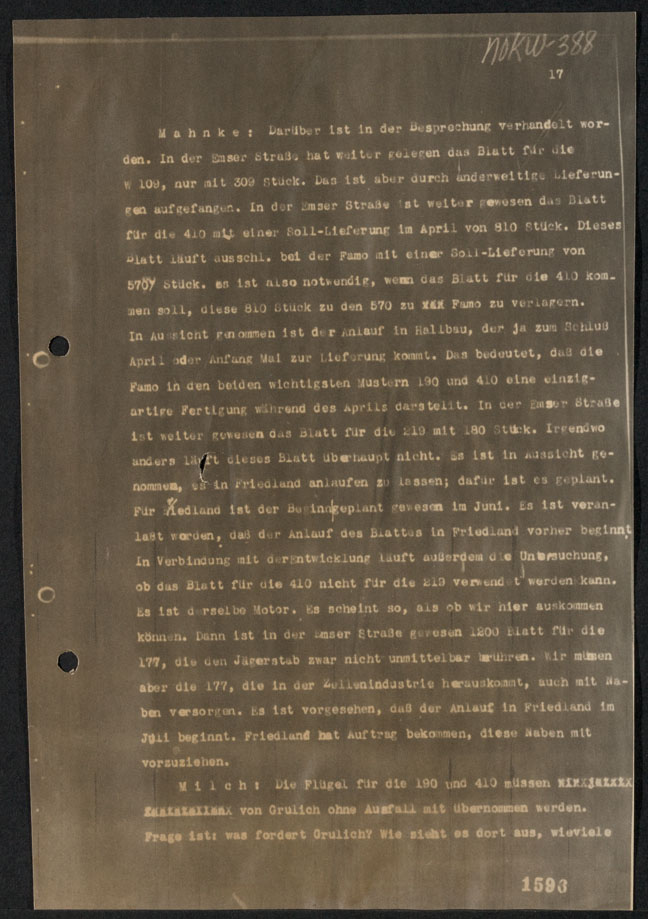 NOKW-388
17
M a h n k e : Darüber ist in der Besprechung verhandelt wor-
den. In der Emser Straße hat weiter gelegen das Blatt für die
W 109, nur mit 309 Stück. Das ist aber durch anderweitige Lieferun-
gen aufgefangen. In der Emser Straße ist weiter gewesen das Blatt
für die 410 mit einer Soll-Lieferung im April von 810 Stück. Dieses
Blatt läuft ausschl. bei der Famo mit einer Soll-Lieferung von
570 Stück. es ist also notwendig, wenn das Blatt für die 410 kom-
men soll, diese 810 Stück zu den 570 zu xxx Famo zu verlagern.
In Aussicht genommen ist der Anlauf in Hallbau, der ja zum Schluß
April oder Anfang Mai zur Lieferung kommt. Das bedeutet, daß die
Famo in den beiden wichtigsten Mustern 190 und 410 eine einzig-
artige Fertigung während des Aprils darstellt. In der Emser Straße
ist weiter gewesen das Blatt für die 219 mit 180 Stück. Irgendwo
anders läuft dieses Blatt überhaupt nicht. Es ist in Aussicht ge-
nommen, es in Friedland anlaufen zu lassen; dafür ist es geplant.
Für Friedland ist der Beginn geplant gewesen im Juni. Es ist veran-
laßt worden, daß der Anlauf des Blattes in Friedland vorher beginnt
In Verbindung mit derEntwicklung läuft außerdem die Untersuchung,
ob das Blatt für die 410 nicht für die 219 verwendet werden kann.
Es ist derselbe Motor. Es scheint so, als ob wir hier auskommen
können. Dann ist in der Emser Straße gewesen 1200 Blatt für die
177, die den Jägerstab zwar nicht unmittelbar berühren. Wir müssen
aber die 177, die in der Zellenindustrie herauskommt, auch mit Na-
ben versorgen. Es ist vorgesehen, daß der Anlauf in Friedland im
Juli beginnt. Friedland hat Auftrag bekommen, diese Naben mit
vorzuziehen.
M i l c h : Die Flügel für die 190 und 410 müssen
von Grulich ohne Ausfall mit übernommen werden.
Frage ist: was fordert Grulich? Wie sieht es dort aus, wieviele
1593